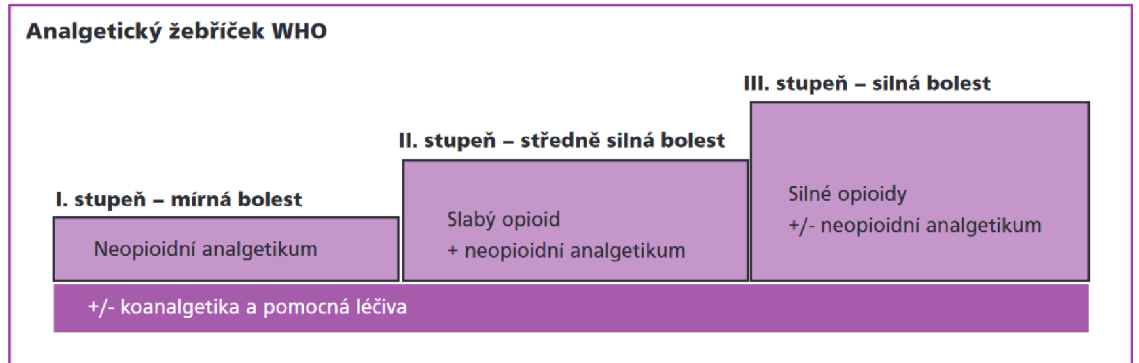 Analgetický žebříček WHO
I. stupeň – mírná bolest
Neopioidní analgetikum
II. stupeň – středně silná bolest
Slabý opioid
+ neopioidní analgetikum
III. stupeň – silná bolest
Silné opioidy
+/- neopioidní analgetikum
+/- koanalgetika a pomocná léčiva